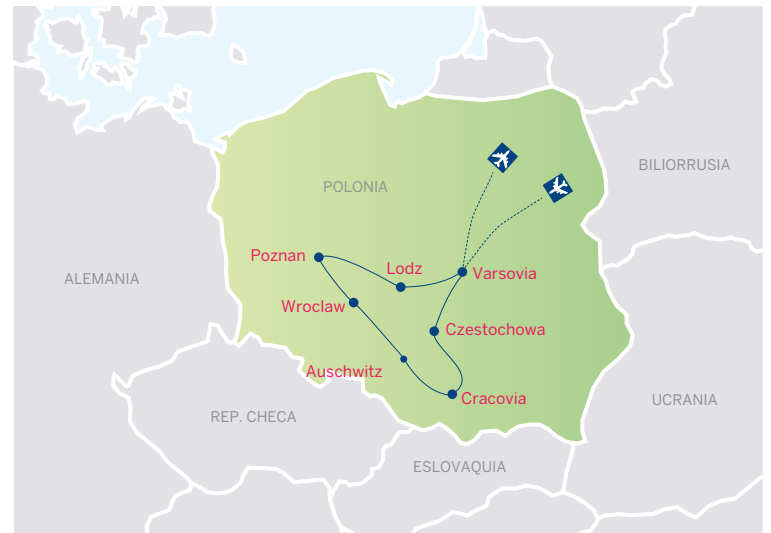 BILIORRUSIA
POLONIA
Poznan
Lodz
Varsovia
ALEMANIA
Wroclaw
Czestochowa
Auschwitz
Cracovia
UCRANIA
REP. CHECA
ESLOVAQUIA